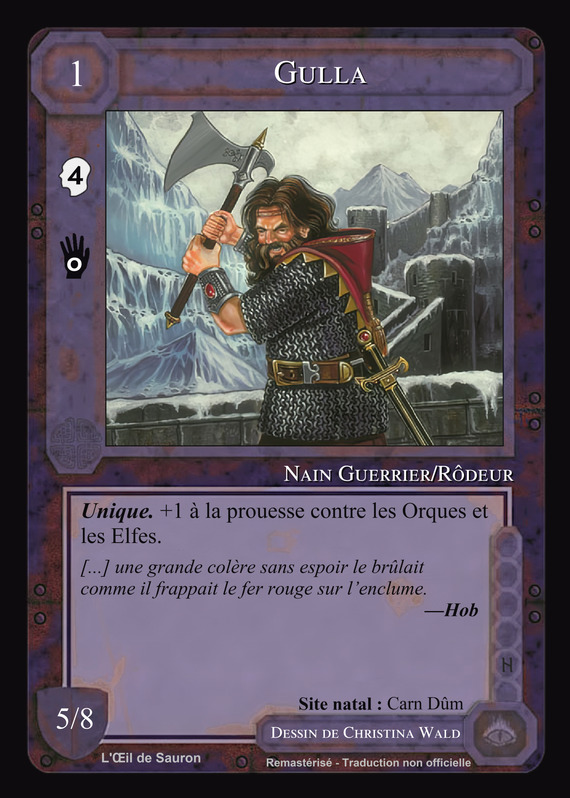 1
GULLA
4
0
NAIN GUERRIER/RÔDEUR
Unique. +1 à la prouesse contre les Orques et
les Elfes.
[...] une grande colère sans espoir le brûlait
comme il frappait le fer rouge sur l'enclume.
—Hob
Site natal : Carn Dûm
5/8
DESSIN DE CHRISTINA WALD
L'Œil de Sauron
Remastérisé - Traduction non officielle